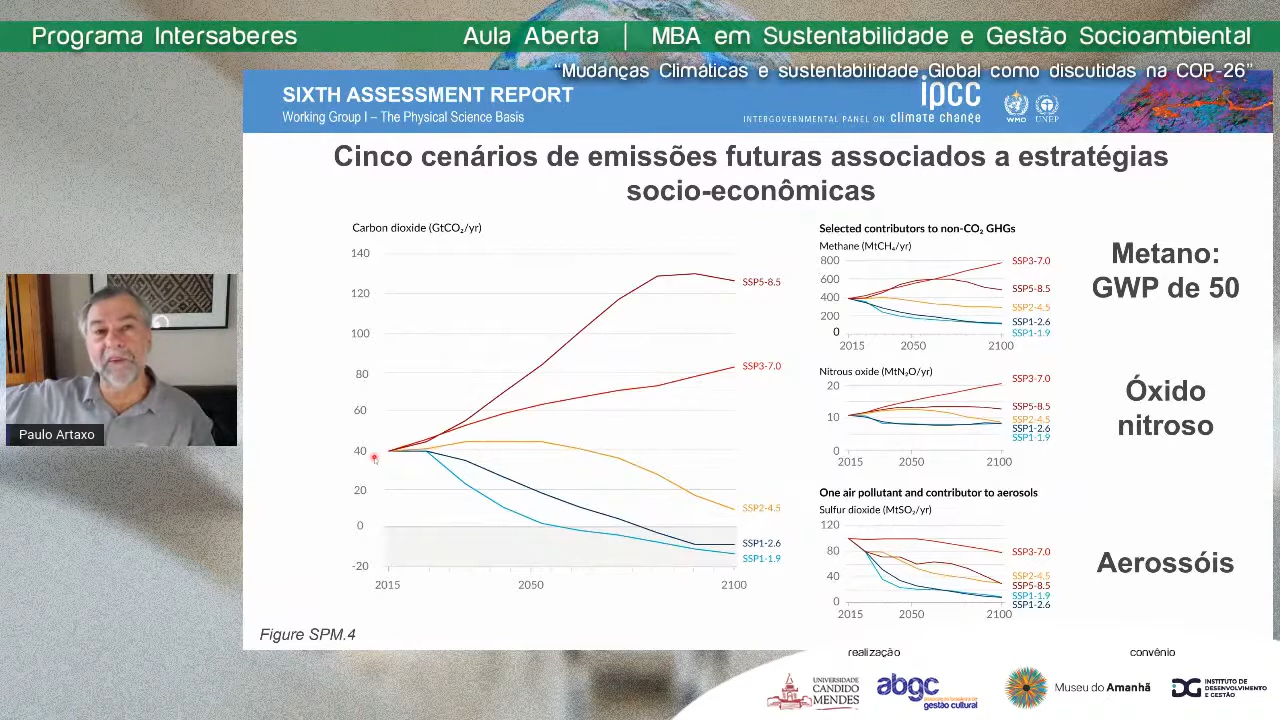 Programa Intersaberes
Aula Aberta | MBA em Sustentabilidade e Gestão Socioambiental
“Mudanças Climáticas e sustentabilidade Global como discutidas na COP-26”
SIXTH ASSESSMENT REPORT
Working Group I – The Physical Science Basis
ipcc
INTERGOVERNMENTAL PANEL ON climate change
WMO
UNEP
Cinco cenários de emissões futuras associados a estratégias
socio-econômicas
Carbon dioxide (GtCO₂/yr)
140
120
100
80
60
40
20
0
-20
2015
2050
2100
SSP5-8.5
SSP3-7.0
SSP2-4.5
SSP1-2.6
SSP1-1.9
Selected contributors to non-CO₂ GHGs
Methane (MtCH₄/yr)
800
600
400
200
0
2015
2050
2100
SSP3-7.0
SSP5-8.5
SSP2-4.5
SSP1-2.6
SSP1-1.9
Metano:
GWP de 50
Nitrous oxide (MtN₂O/yr)
20
10
0
2015
2050
2100
SSP3-7.0
SSP5-8.5
SSP2-4.5
SSP1-2.6
SSP1-1.9
Óxido
nitroso
One air pollutant and contributor to aerosols
Sulfur dioxide (MtSO₂/yr)
120
80
40
0
2015
2050
2100
SSP3-7.0
SSP2-4.5
SSP5-8.5
SSP1-1.9
SSP1-2.6
Aerossóis
Paulo Artaxo
Figure SPM.4
realização
convênio
UNIVERSIDADE
CANDIDO
MENDES
abgc
gestão cultural
Museu do Amanhã
IDG
INSTITUTO DE
DESENVOLVIMENTO
E GESTÃO